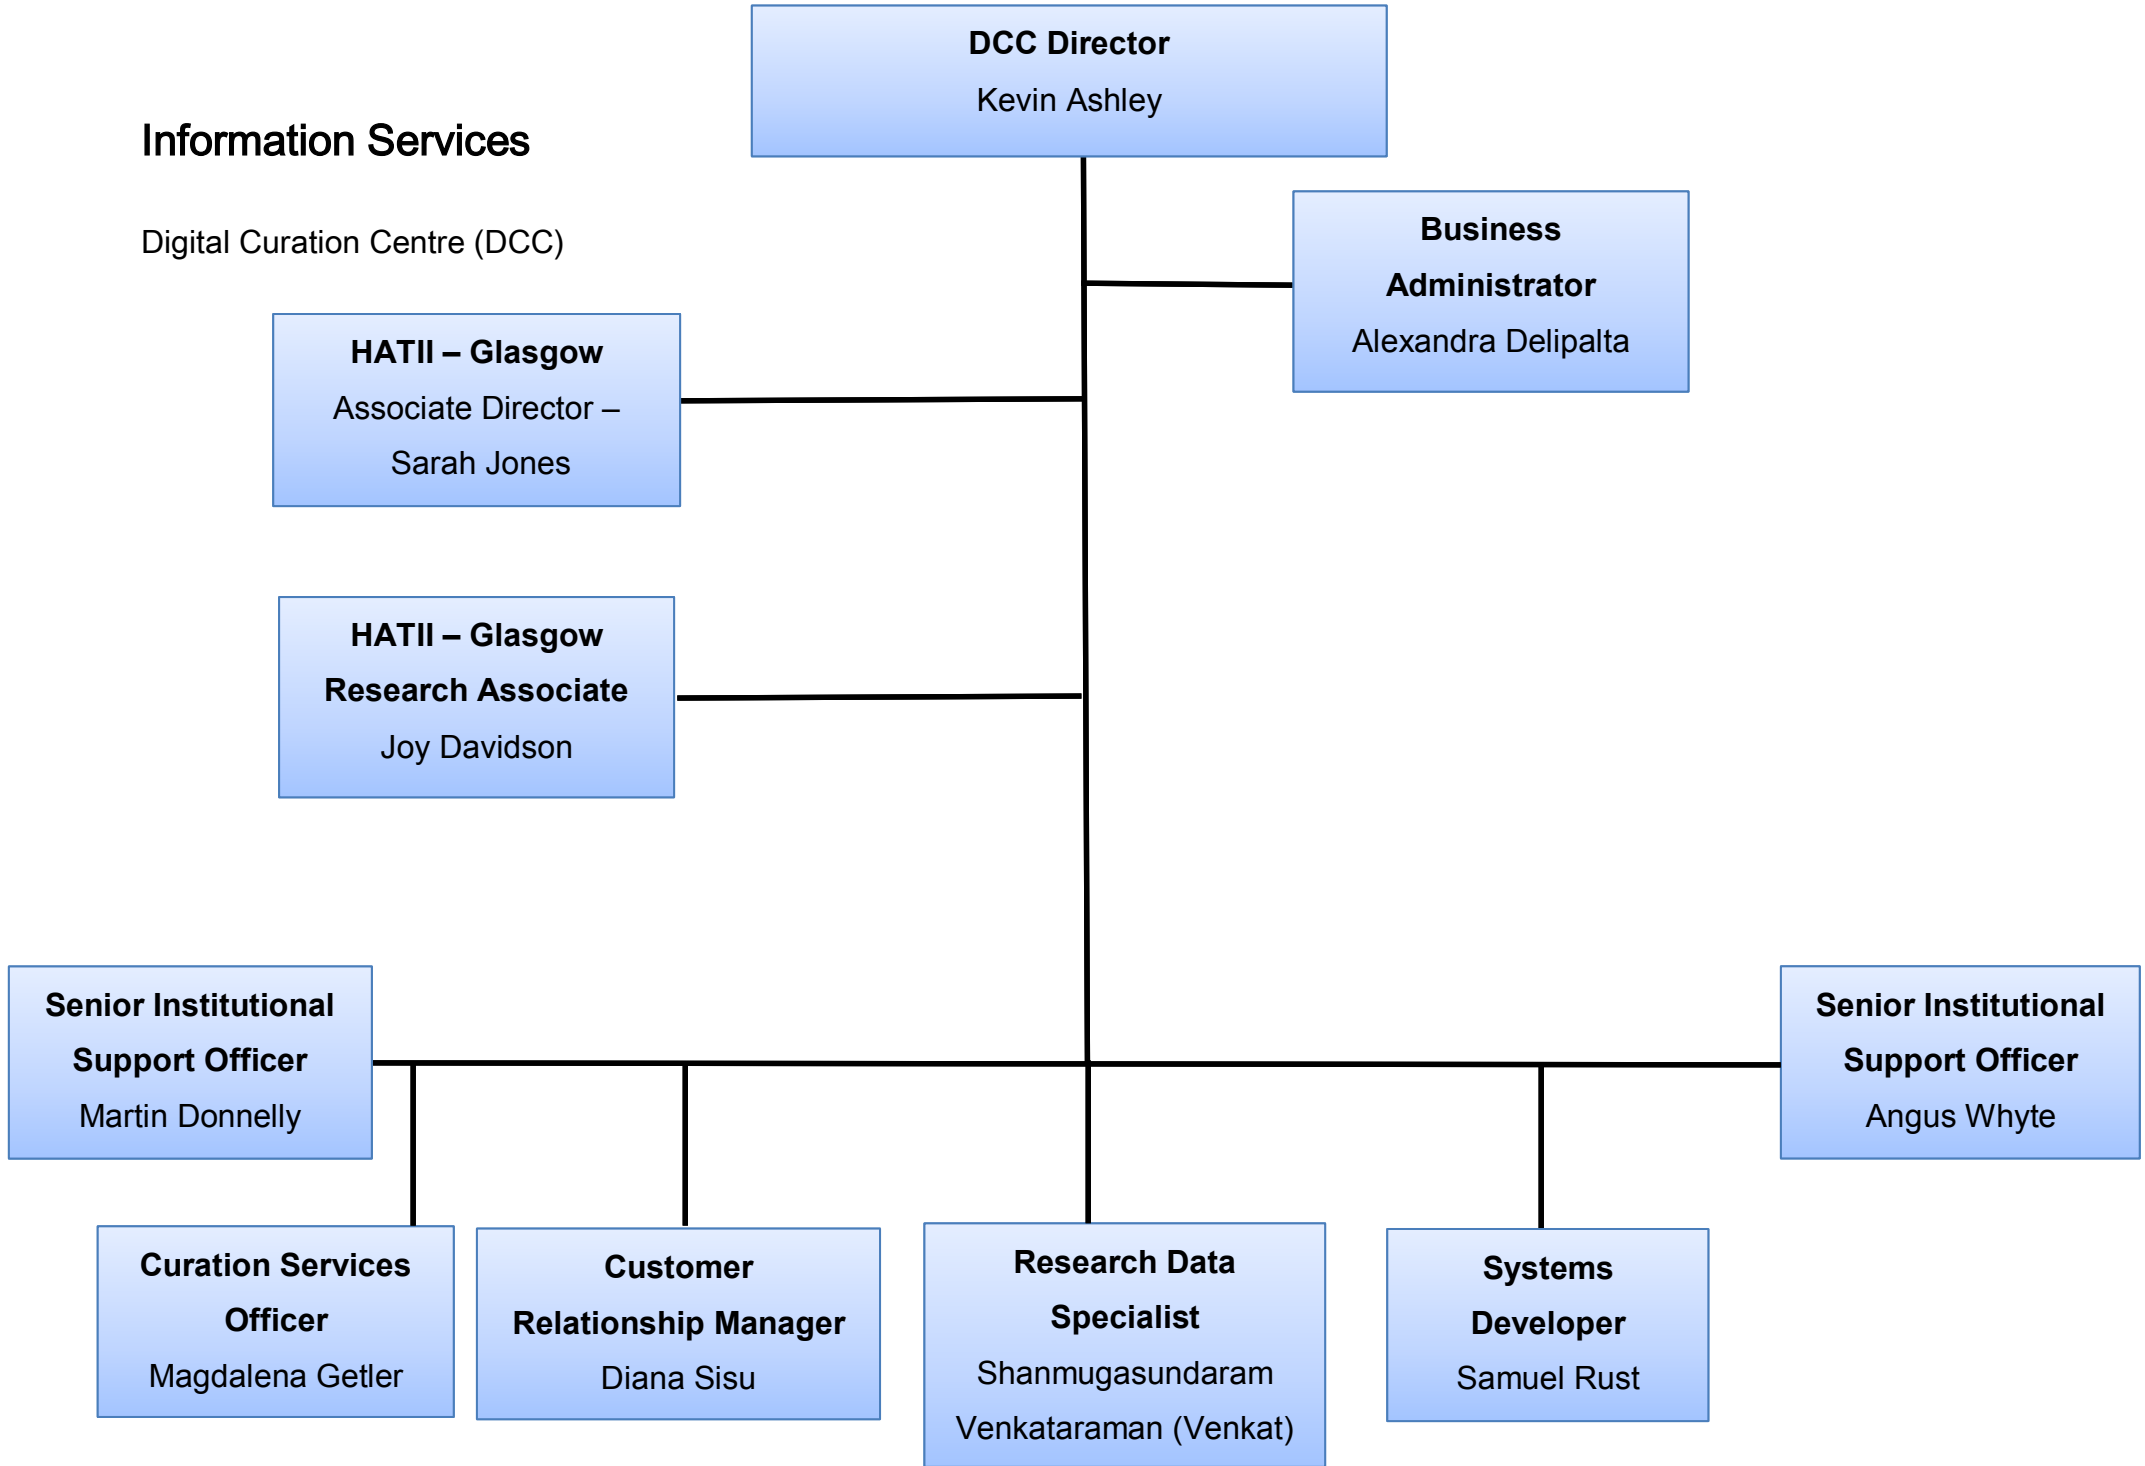 DCC Director
Kevin Ashley
Information Services
Digital Curation Centre (DCC)
Business
Administrator
Alexandra Delipalta
HATII – Glasgow
Associate Director –
Sarah Jones
HATII – Glasgow
Research Associate
Joy Davidson
Senior Institutional
Support Officer
Martin Donnelly
Senior Institutional
Support Officer
Angus Whyte
Curation Services
Officer
Magdalena Getler
Customer
Relationship Manager
Diana Sisu
Research Data
Specialist
Shanmugasundaram
Venkataraman (Venkat)
Systems
Developer
Samuel Rust